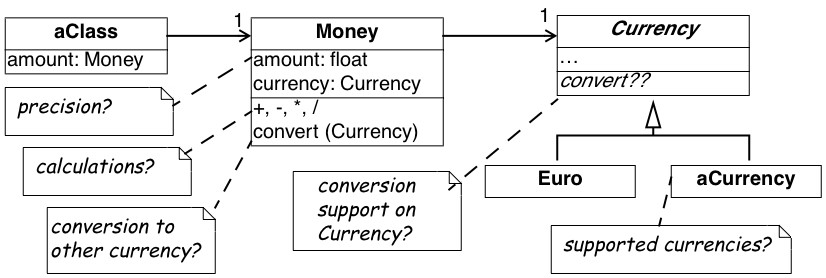 aClass
amount: Money
1
Money
amount: float
currency: Currency
+, -, *, /
convert (Currency)
1
Currency
...
convert??
precision?
calculations?
conversion to
other currency?
conversion
support on
Currency?
Euro
aCurrency
supported currencies?